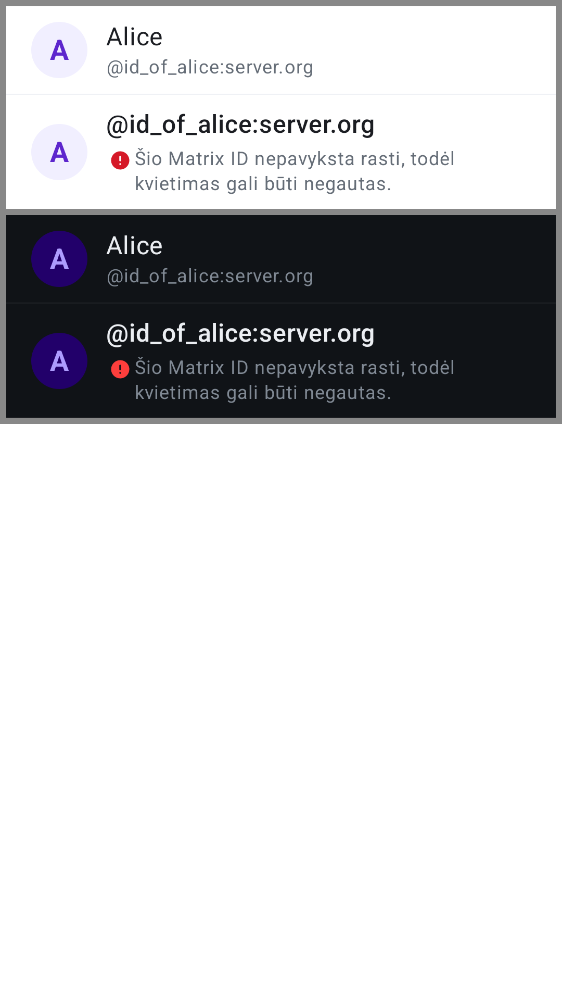 A
Alice
@id_of_alice:server.org
A
@id_of_alice:server.org
Šio Matrix ID nepavyksta rasti, todėl
kvietimas gali būti negautas.
A
Alice
@id_of_alice:server.org
A
@id_of_alice:server.org
Šio Matrix ID nepavyksta rasti, todėl
kvietimas gali būti negautas.